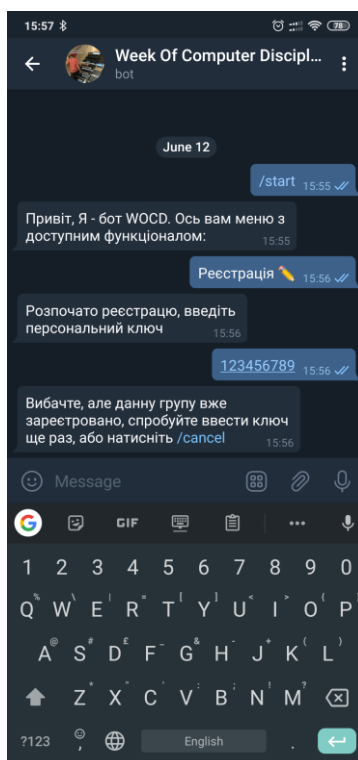 15:57
78
Week Of Computer Discipl...
bot
June 12
/start 15:55
Привіт, Я - бот WOCD. Ось вам меню з
доступним функціоналом: 15:55
Реєстрація ✏️ 15:56
Розпочато реєстрацю, введіть
персональний ключ 15:56
123456789 15:56
Вибачте, але данну групу вже
зареєстровано, спробуйте ввести ключ
ще раз, або натисніть /cancel 15:56
Message
G GIF
1 2 3 4 5 6 7 8 9 0
Q % W \ E | R = T [ Y ] U < I > O { P }
A @ S # D £ F - G & H - J + K ( L )
Z * X " C ' V : B ; N ! M ?
?123 , English .